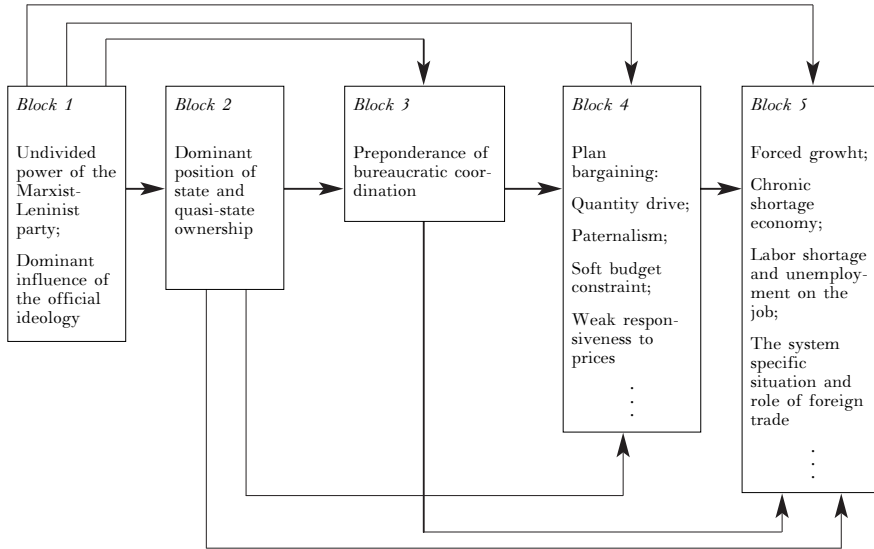 Block 1
Undivided
power of the
Marxist-
Leninist
party;
Dominant
influence of
the official
ideology
Block 2
Dominant
position of
state and
quasi-state
ownership
Block 3
Preponderance of
bureaucratic coor-
dination
Block 4
Plan
bargaining:
Quantity drive;
Paternalism;
Soft budget
constraint;
Weak respon-
siveness to
prices
.
.
.
Block 5
Forced growht;
Chronic
shortage
economy;
Labor shortage
and unemploy-
ment on the
job;
The system
specific
situation and
role of foreign
trade
.
.
.